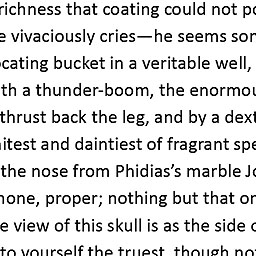 richness that coating could not po
e vivaciously cries—he seems som
ocating bucket in a veritable well,
th a thunder-boom, the enormou
thrust back the leg, and by a dext
itest and daintiest of fragrant spe
the nose from Phidias’s marble Jo
none, proper; nothing but that on
e view of this skull is as the side o
to yourself the truest, though not